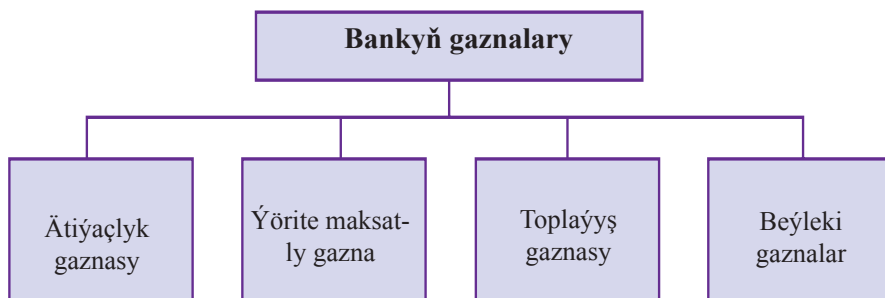 Bankyň gaznalary
Ätiýaçlyk
gaznasy
Ýörite maksat-
ly gazna
Toplaýyş
gaznasy
Beýleki
gaznalar